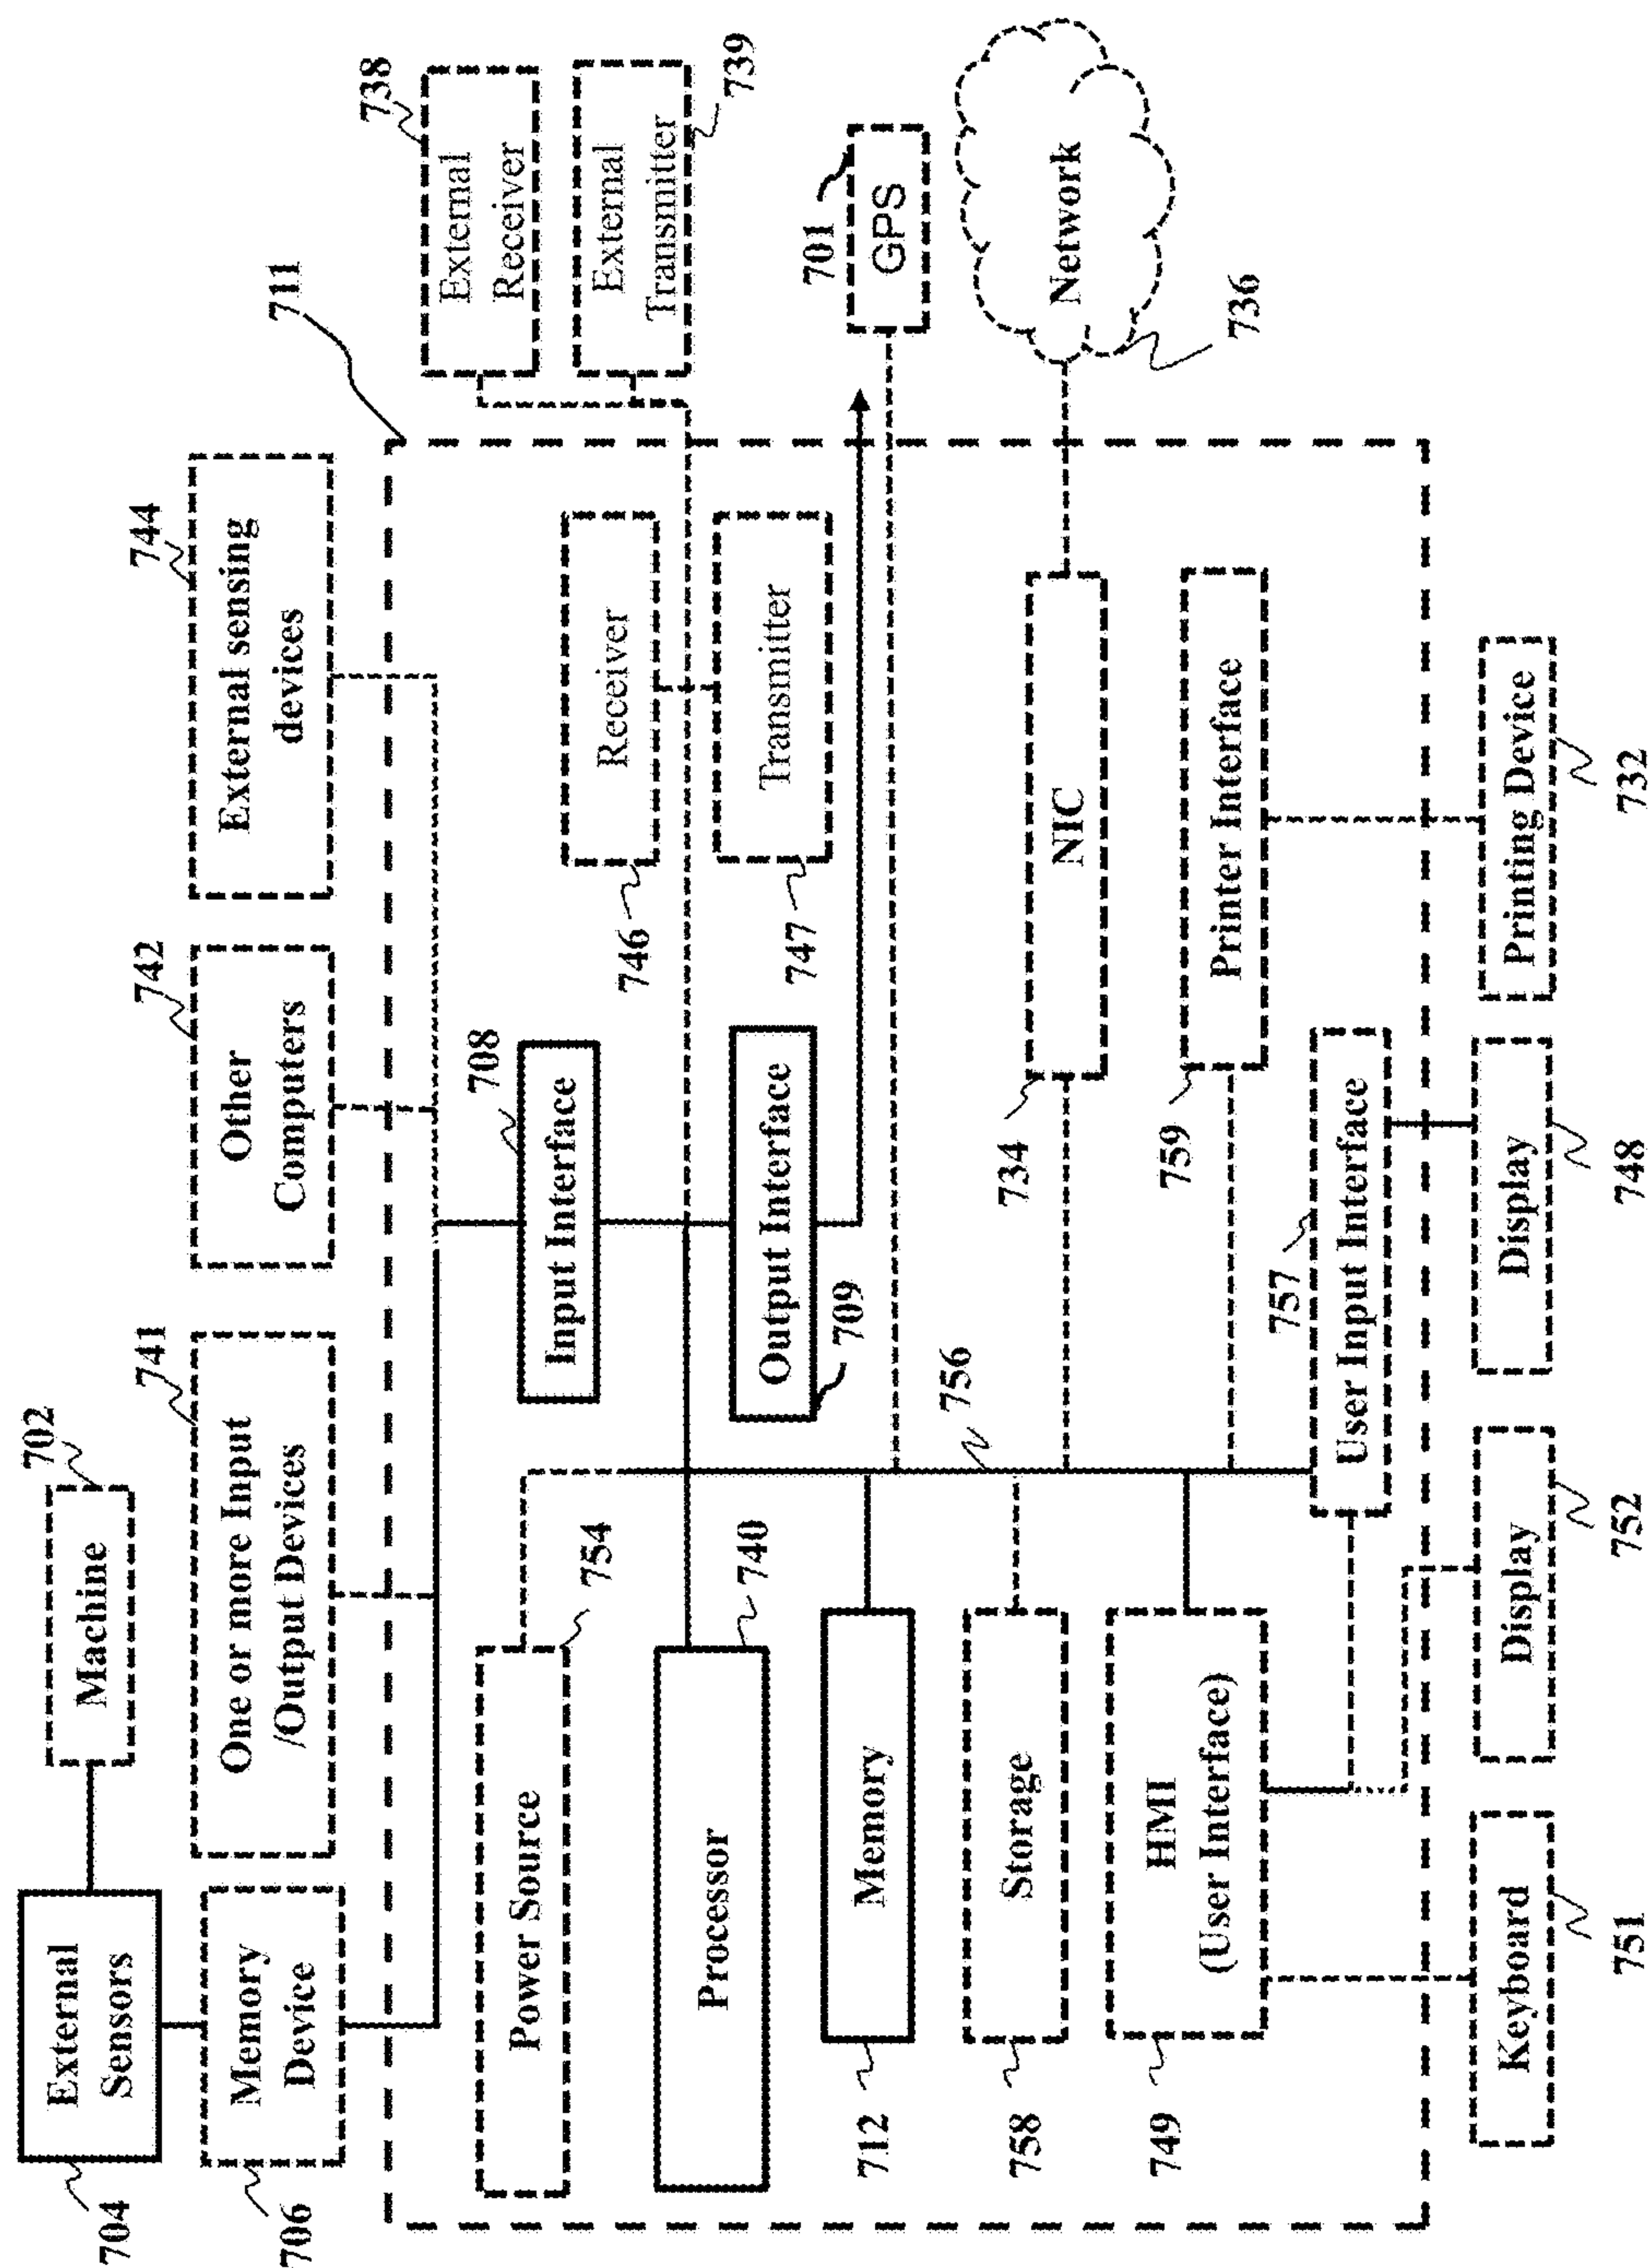 704
External
Sensors
Machine
702
706
Memory
Device
One or more Input
/Output Devices
741
Other
Computers
742
External sensing
devices
744
711
Power Source
754
Processor
740
Memory
712
Storage
758
HMI
(User Interface)
749
Input Interface
708
Output Interface
709
Receiver
746
Transmitter
747
External
Receiver
738
External
Transmitter
739
701
GPS
Network
736
756
NIC
734
Printer Interface
759
757
User Input Interface
Keyboard
751
Display
752
Display
748
Printing Device
732